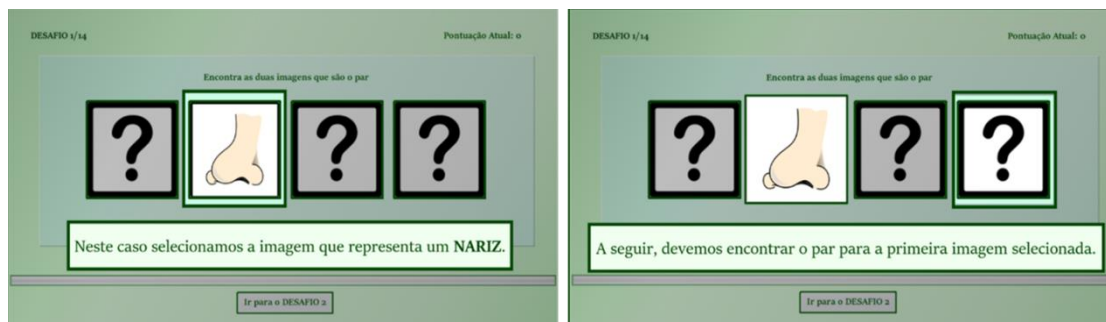 DESAFIO 1/14
Pontuação Atual: 0
Encontra as duas imagens que são o par
? ? ? ?
Neste caso selecionamos a imagem que representa um NARIZ.
Ir para o DESAFIO 2
DESAFIO 1/14
Pontuação Atual: 0
Encontra as duas imagens que são o par
? ? ?
A seguir, devemos encontrar o par para a primeira imagem selecionada.
Ir para o DESAFIO 2